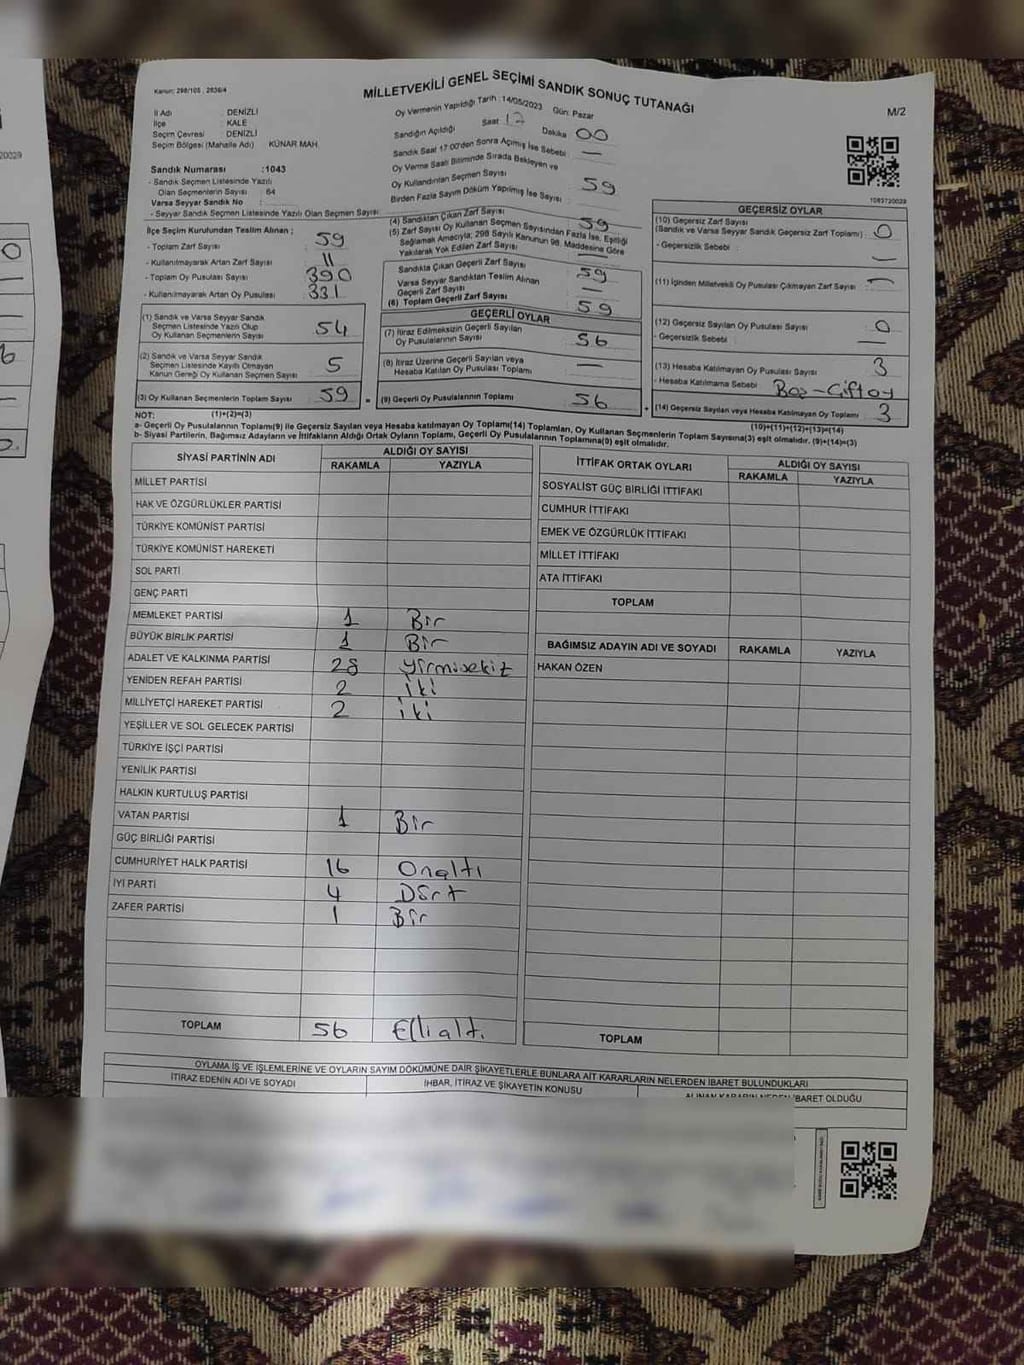 Kanun: 298/105, 2839/4
MİLLETVEKİLİ GENEL SEÇİMİ SANDIK SONUÇ TUTANAĞI
M/2
İl Adı : DENİZLİ
İlçe : KALE
Seçim Çevresi : DENİZLİ
Seçim Bölgesi (Mahalle Adı) KÜNAR MAH.
Sandık Numarası :1043
- Sandık Seçmen Listesinde Yazılı
Olan Seçmenlerin Sayısı : 64
Varsa Seyyar Sandık No :
- Seyyar Sandık Seçmen Listesinde Yazılı Olan Seçmen Sayısı
Oy Vermenin Yapıldığı Tarih : 14/05/2023 Gün: Pazar
Sandığın Açıldığı Saat 17 Dakika 00
Sandık Saat 17:00'den Sonra Açılmış İse Sebebi —
Oy Verme Saati Bitiminde Sırada Bekleyen ve
Oy Kullandırılan Seçmen Sayısı —
Birden Fazla Sayım Döküm Yapılmış İse Sayısı 59
1083720029
İlçe Seçim Kurulundan Teslim Alınan ;
- Toplam Zarf Sayısı 59
- Kullanılmayarak Artan Zarf Sayısı 11
- Toplam Oy Pusulası Sayısı 390
- Kullanılmayarak Artan Oy Pusulası 331
(1) Sandık ve Varsa Seyyar Sandık
Seçmen Listesinde Yazılı Olup
Oy Kullanan Seçmenlerin Sayısı 54
(2) Sandık ve Varsa Seyyar Sandık
Seçmen Listesinde Kayıtlı Olmayan
Kanun Gereği Oy Kullanan Seçmen Sayısı 5
(3) Oy Kullanan Seçmenlerin Toplam Sayısı 59
(4) Sandıktan Çıkan Zarf Sayısı 59
(5) Zarf Sayısı Oy Kullanan Seçmen Sayısından Fazla İse, Eşitliği
Sağlamak Amacıyla; 298 Sayılı Kanunun 98. Maddesine Göre
Yakılarak Yok Edilen Zarf Sayısı —
Sandıkta Çıkan Geçerli Zarf Sayısı 59
Varsa Seyyar Sandıktan Teslim Alınan
Geçerli Zarf Sayısı —
(6) Toplam Geçerli Zarf Sayısı 59
GEÇERLİ OYLAR
(7) İtiraz Edilmeksizin Geçerli Sayılan
Oy Pusulalarının Sayısı 56
(8) İtiraz Üzerine Geçerli Sayılan veya
Hesaba Katılan Oy Pusulası Toplamı —
= (9) Geçerli Oy Pusulalarının Toplamı 56
GEÇERSİZ OYLAR
(10) Geçersiz Zarf Sayısı
(Sandık ve Varsa Seyyar Sandık Geçersiz Zarf Toplamı) : 0
- Geçersizlik Sebebi —
(11) İçinden Milletvekili Oy Pusulası Çıkmayan Zarf Sayısı —
(12) Geçersiz Sayılan Oy Pusulası Sayısı 0
- Geçersizlik Sebebi —
(13) Hesaba Katılmayan Oy Pusulası Sayısı 3
- Hesaba Katılmama Sebebi Boş-Çift oy
+ (14) Geçersiz Sayılan veya Hesaba Katılmayan Oy Toplamı 3
NOT: (1)+(2)=(3) (10)+(11)+(12)+(13)=(14)
a- Geçerli Oy Pusulalarının Toplamı(9) ile Geçersiz Sayılan veya Hesaba katılmayan Oy Toplamı(14) Toplamları, Oy Kullanan Seçmenlerin Toplam Sayısına(3) eşit olmalıdır. (9)+(14)=(3)
b- Siyasi Partilerin, Bağımsız Adayların ve İttifakların Aldığı Ortak Oyların Toplamı, Geçerli Oy Pusulalarının Toplamına(9) eşit olmalıdır.
SİYASİ PARTİNİN ADI ALDIĞI OY SAYISI
RAKAMLA YAZIYLA
MİLLET PARTİSİ
HAK VE ÖZGÜRLÜKLER PARTİSİ
TÜRKİYE KOMÜNİST PARTİSİ
TÜRKİYE KOMÜNİST HAREKETİ
SOL PARTİ
GENÇ PARTİ
MEMLEKET PARTİSİ 1 Bir
BÜYÜK BİRLİK PARTİSİ 1 Bir
ADALET VE KALKINMA PARTİSİ 28 Yirmisekiz
YENİDEN REFAH PARTİSİ 2 iki
MİLLİYETÇİ HAREKET PARTİSİ 2 iki
YEŞİLLER VE SOL GELECEK PARTİSİ
TÜRKİYE İŞÇİ PARTİSİ
YENİLİK PARTİSİ
HALKIN KURTULUŞ PARTİSİ
VATAN PARTİSİ 1 Bir
GÜÇ BİRLİĞİ PARTİSİ
CUMHURİYET HALK PARTİSİ 16 Onaltı
İYİ PARTİ 4 Dört
ZAFER PARTİSİ 1 Bir
TOPLAM 56 Ellialtı
İTTİFAK ORTAK OYLARI ALDIĞI OY SAYISI
RAKAMLA YAZIYLA
SOSYALİST GÜÇ BİRLİĞİ İTTİFAKI
CUMHUR İTTİFAKI
EMEK VE ÖZGÜRLÜK İTTİFAKI
MİLLET İTTİFAKI
ATA İTTİFAKI
TOPLAM
BAĞIMSIZ ADAYIN ADI VE SOYADI RAKAMLA YAZIYLA
HAKAN ÖZEN
TOPLAM
OYLAMA İŞ VE İŞLEMLERİNE VE OYLARIN SAYIM DÖKÜMÜNE DAİR ŞİKAYETLERLE BUNLARA AİT KARARLARIN NELERDEN İBARET BULUNDUKLARI
İTİRAZ EDENİN ADI VE SOYADI İHBAR, İTİRAZ VE ŞİKAYETİN KONUSU ALINAN KARARIN NEDEN İBARET OLDUĞU